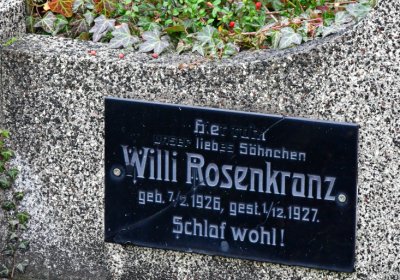 Hier ruht
unser liebes Söhnchen
Willi Rosenkranz
geb. 7/2 1926, gest. 1/12. 1927.
Schlaf wohl!